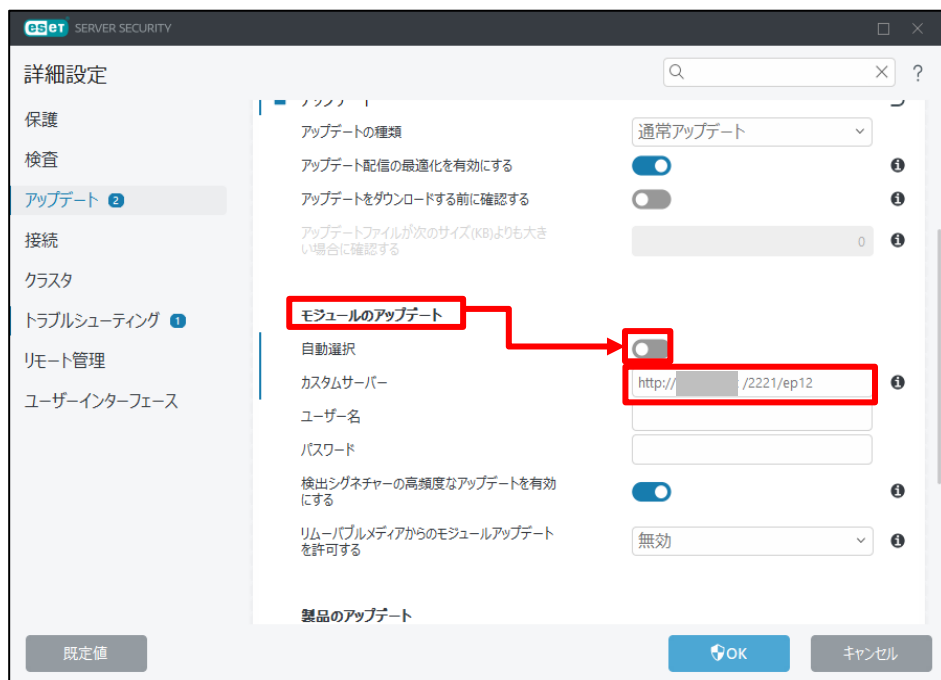 eset SERVER SECURITY
詳細設定
?
保護
検査
アップデート 2
接続
クラスタ
トラブルシューティング 1
リモート管理
ユーザーインターフェース
アップデート
アップデートの種類
通常アップデート
アップデート配信の最適化を有効にする
アップデートをダウンロードする前に確認する
アップデートファイルが次のサイズ(KB)よりも大き
い場合に確認する
0
モジュールのアップデート
自動選択
カスタムサーバー
http:// /2221/ep12
ユーザー名
パスワード
検出シグネチャーの高頻度なアップデートを有効
にする
リムーバブルメディアからのモジュールアップデート
を許可する
無効
製品のアップデート
既定値
OK
キャンセル